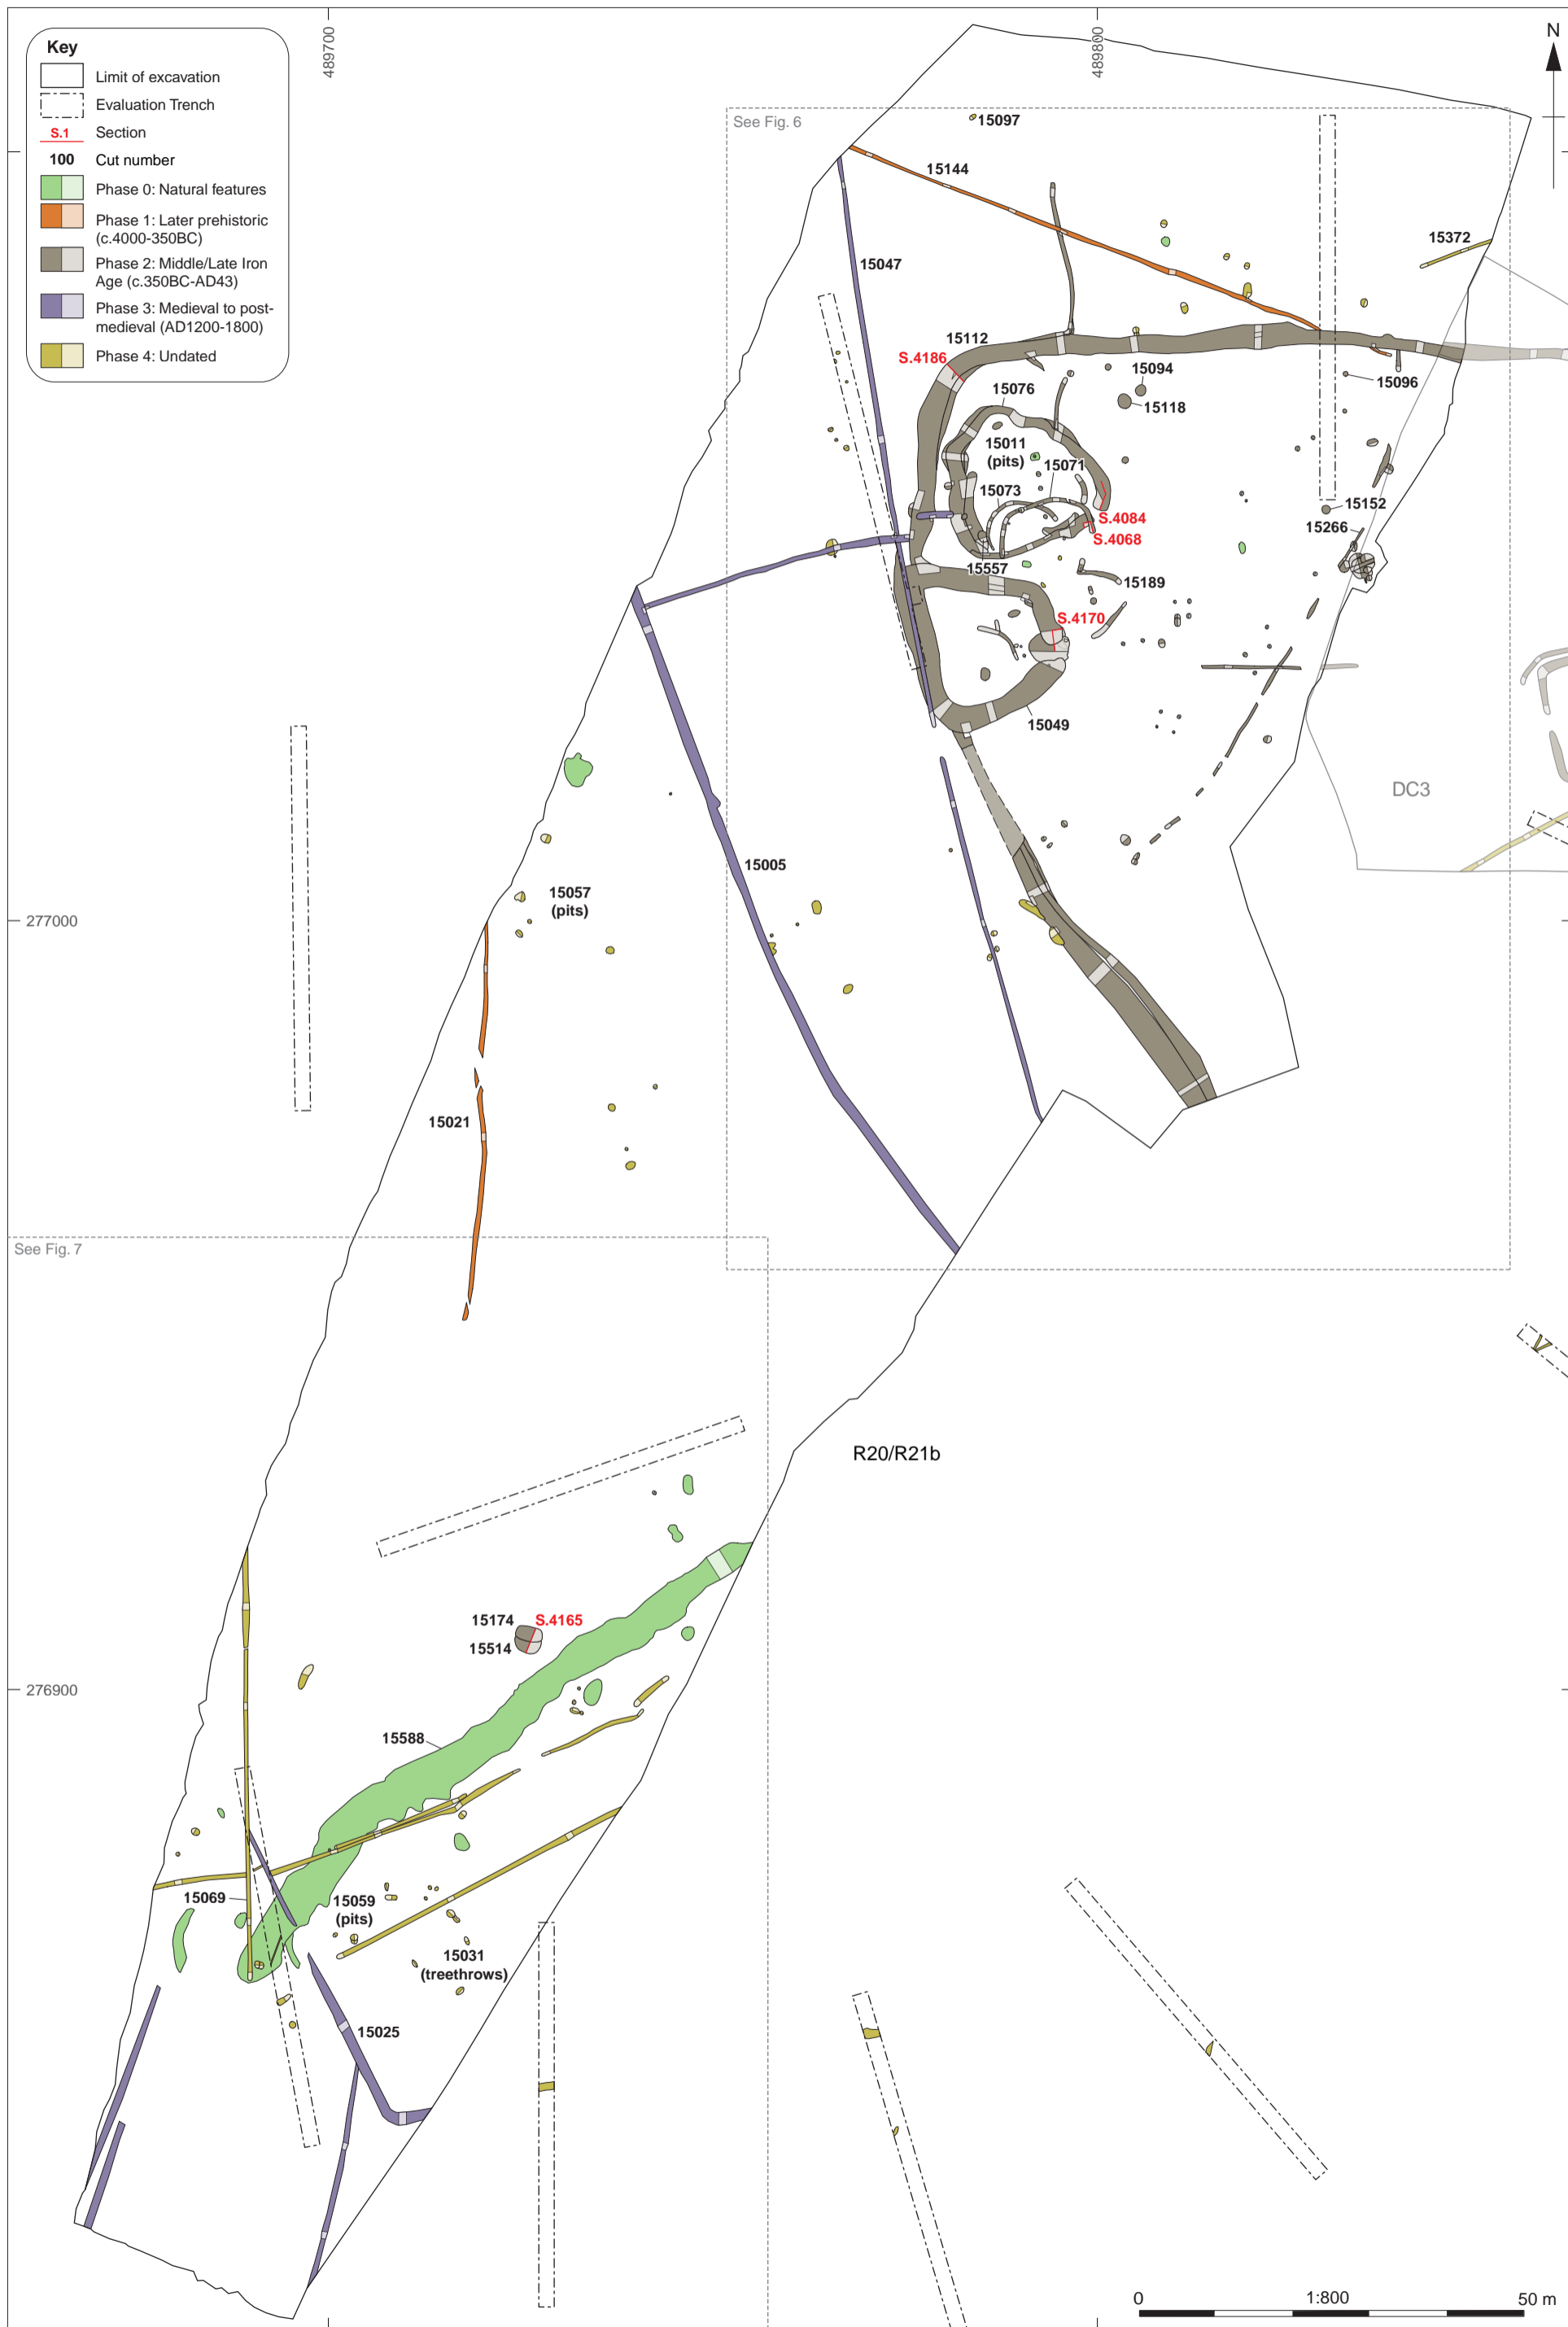 Key
Limit of excavation
Evaluation Trench
S.1 Section
100 Cut number
Phase 0: Natural features
Phase 1: Later prehistoric
(c.4000-350BC)
Phase 2: Middle/Late Iron
Age (c.350BC-AD43)
Phase 3: Medieval to post-
medieval (AD1200-1800)
Phase 4: Undated
489700
489800
N
See Fig. 6
15097
15144
15372
15047
15112
S.4186
15094
15096
15076
15118
15011
(pits)
15071
15073
15152
S.4084
15266
S.4068
15557
15189
S.4170
15049
DC3
15005
15057
(pits)
277000
15021
See Fig. 7
R20/R21b
15174
S.4165
15514
276900
15588
15069
15059
(pits)
15031
(treethrows)
15025
0 1:800 50 m